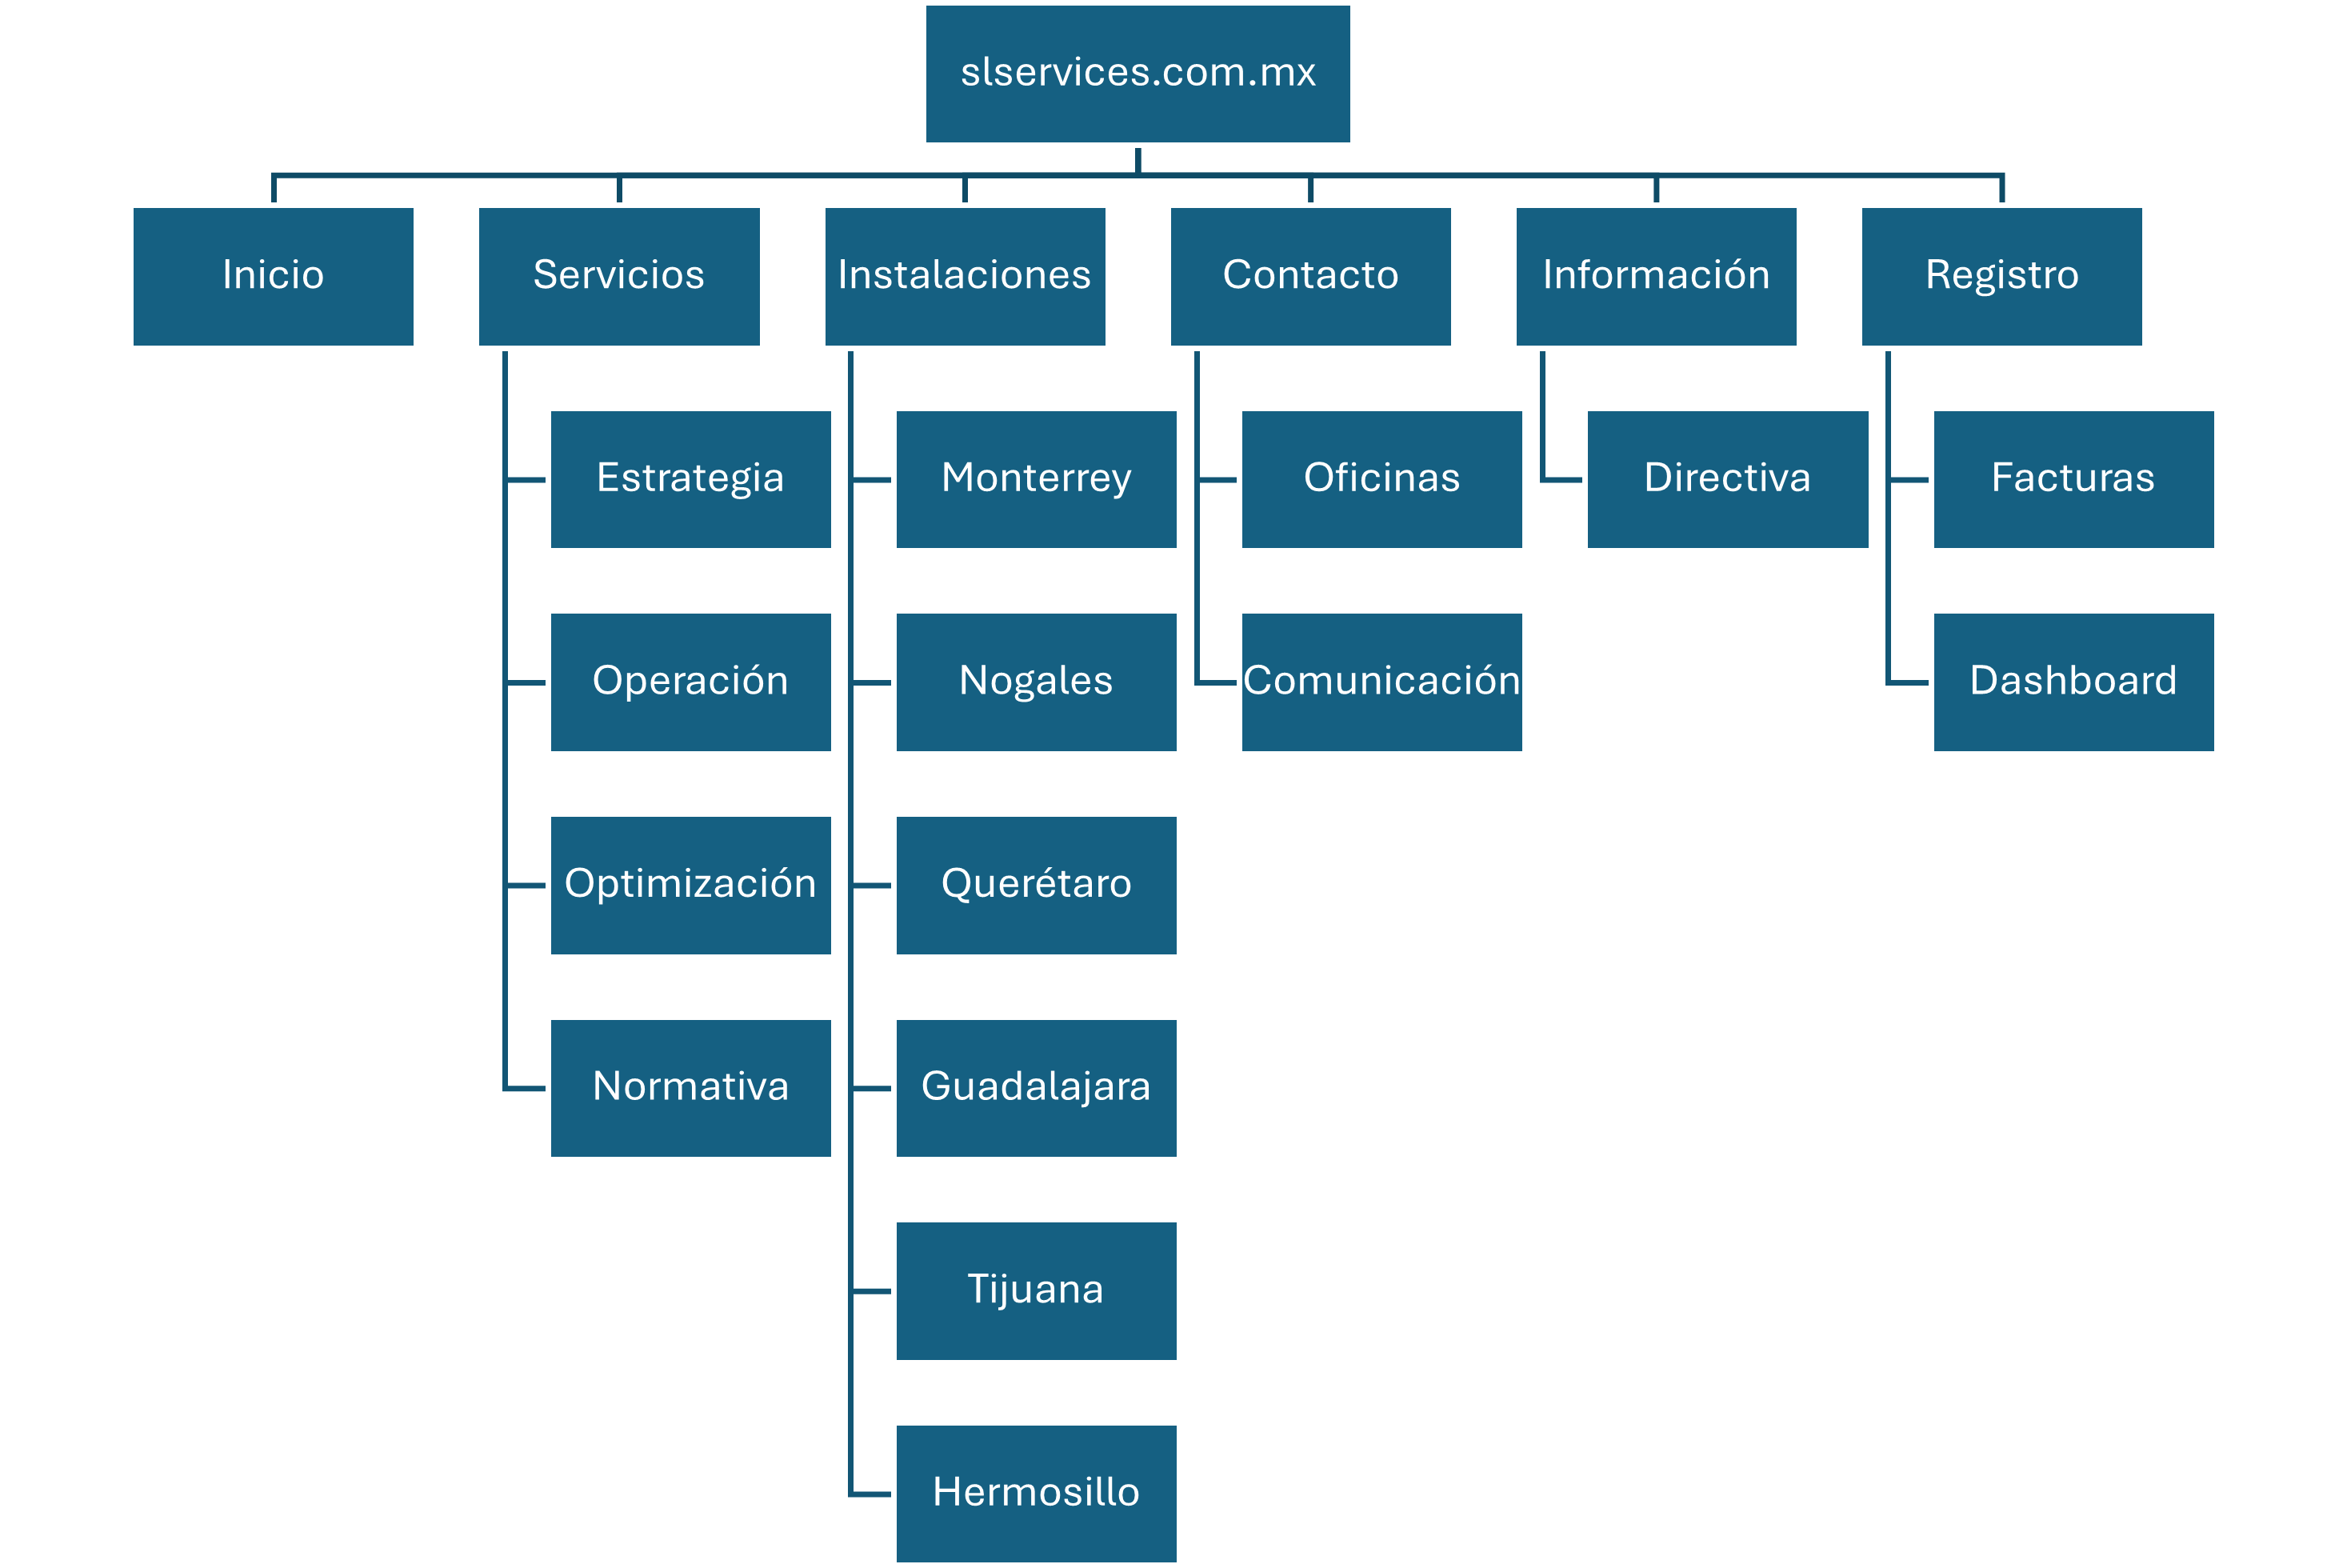 slservices.com.mx
Inicio
Servicios
Instalaciones
Contacto
Información
Registro
Estrategia
Monterrey
Oficinas
Directiva
Facturas
Operación
Nogales
Comunicación
Dashboard
Optimización
Querétaro
Normativa
Guadalajara
Tijuana
Hermosillo